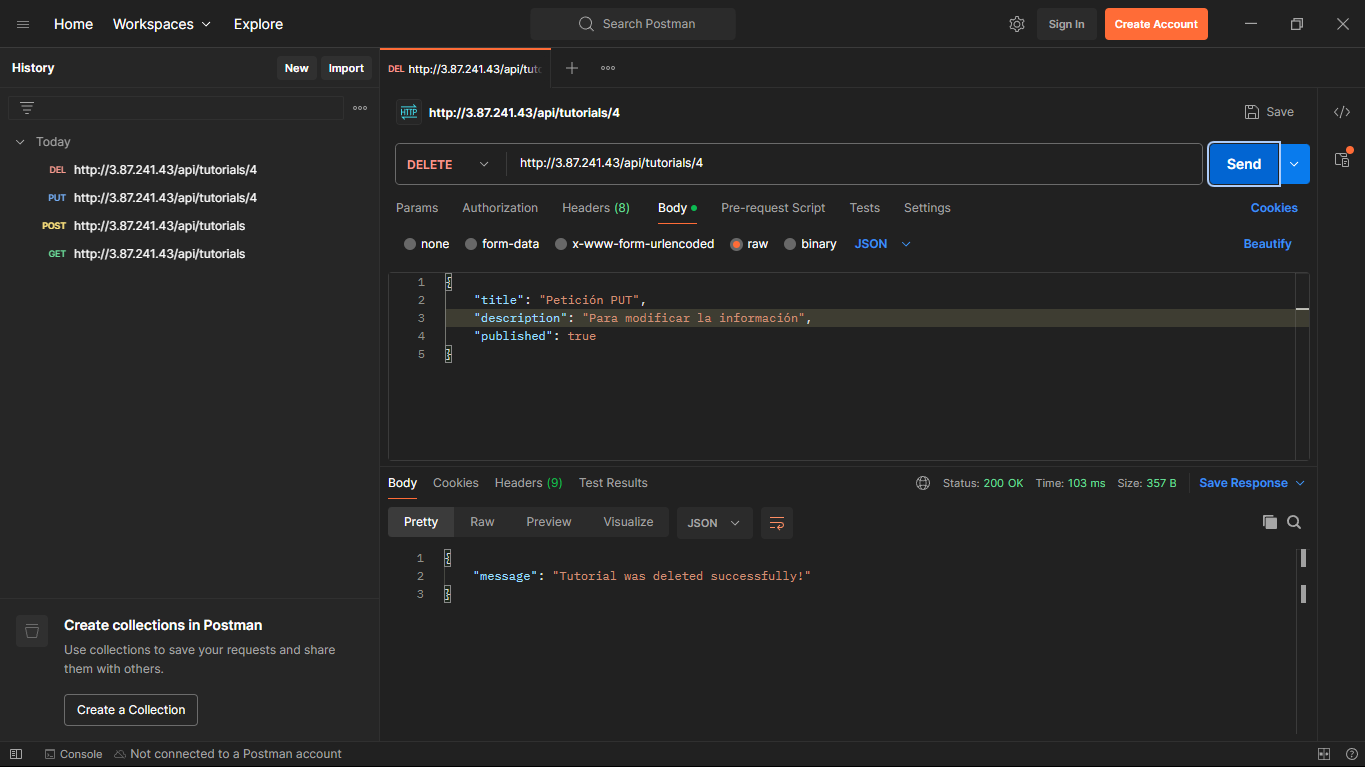 Home Workspaces Explore Search Postman Sign In Create Account
History New Import
DEL http://3.87.241.43/api/tuto
Today
DEL http://3.87.241.43/api/tutorials/4
PUT http://3.87.241.43/api/tutorials/4
POST http://3.87.241.43/api/tutorials
GET http://3.87.241.43/api/tutorials
Create collections in Postman
Use collections to save your requests and share
them with others.
Create a Collection
HTTP http://3.87.241.43/api/tutorials/4 Save
DELETE http://3.87.241.43/api/tutorials/4 Send
Params Authorization Headers (8) Body Pre-request Script Tests Settings Cookies
none form-data x-www-form-urlencoded raw binary JSON Beautify
1 {
2 "title": "Petición PUT",
3 "description": "Para modificar la información",
4 "published": true
5 }
Body Cookies Headers (9) Test Results Status: 200 OK Time: 103 ms Size: 357 B Save Response
Pretty Raw Preview Visualize JSON
1 {
2 "message": "Tutorial was deleted successfully!"
3 }
Console Not connected to a Postman account